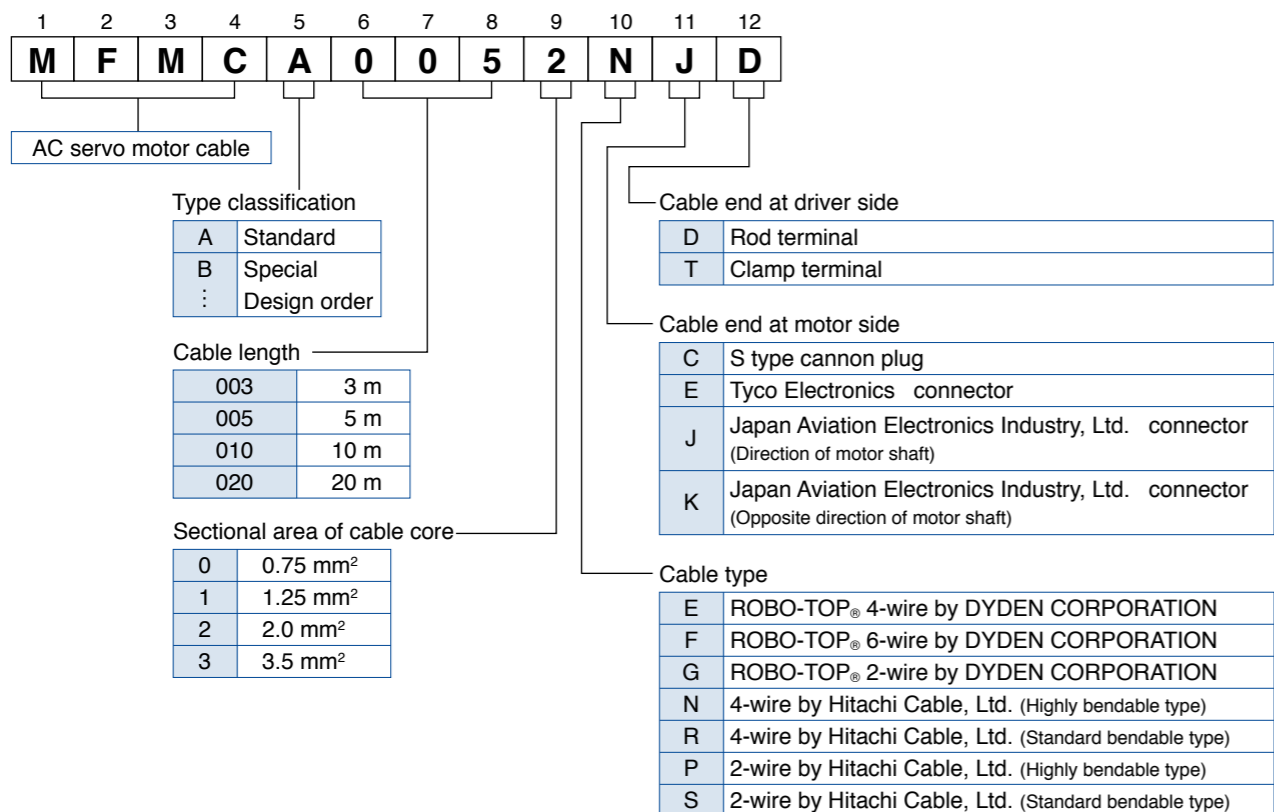 1 2 3 4 5 6 7 8 9 10 11 12
M F M C A 0 0 5 2 N J D
AC servo motor cable
Type classification
A Standard
B Special
⋮ Design order
Cable length
003 3 m
005 5 m
010 10 m
020 20 m
Sectional area of cable core
0 0.75 mm²
1 1.25 mm²
2 2.0 mm²
3 3.5 mm²
Cable end at driver side
D Rod terminal
T Clamp terminal
Cable end at motor side
C S type cannon plug
E Tyco Electronics connector
J Japan Aviation Electronics Industry, Ltd. connector
(Direction of motor shaft)
K Japan Aviation Electronics Industry, Ltd. connector
(Opposite direction of motor shaft)
Cable type
E ROBO-TOP® 4-wire by DYDEN CORPORATION
F ROBO-TOP® 6-wire by DYDEN CORPORATION
G ROBO-TOP® 2-wire by DYDEN CORPORATION
N 4-wire by Hitachi Cable, Ltd. (Highly bendable type)
R 4-wire by Hitachi Cable, Ltd. (Standard bendable type)
P 2-wire by Hitachi Cable, Ltd. (Highly bendable type)
S 2-wire by Hitachi Cable, Ltd. (Standard bendable type)